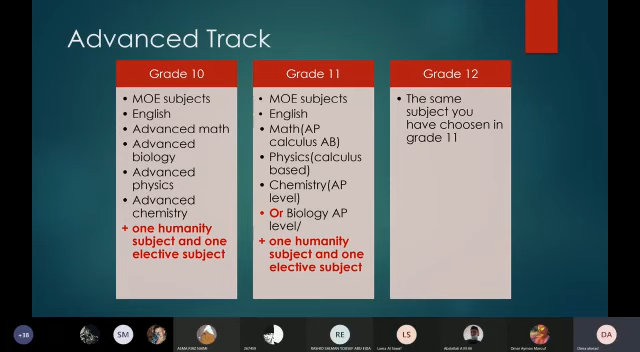 Advanced Track
Grade 10
• MOE subjects
• English
• Advanced math
• Advanced
biology
• Advanced
physics
• Advanced
chemistry
+ one humanity
subject and one
elective subject
Grade 11
• MOE subjects
• English
• Math(AP
calculus AB)
• Physics(calculus
based)
• Chemistry(AP
level)
• Or Biology AP
level/
+ one humanity
subject and one
elective subject
Grade 12
• The same
subject you
have choosen in
grade 11
+38
SM
RE
LS
DA